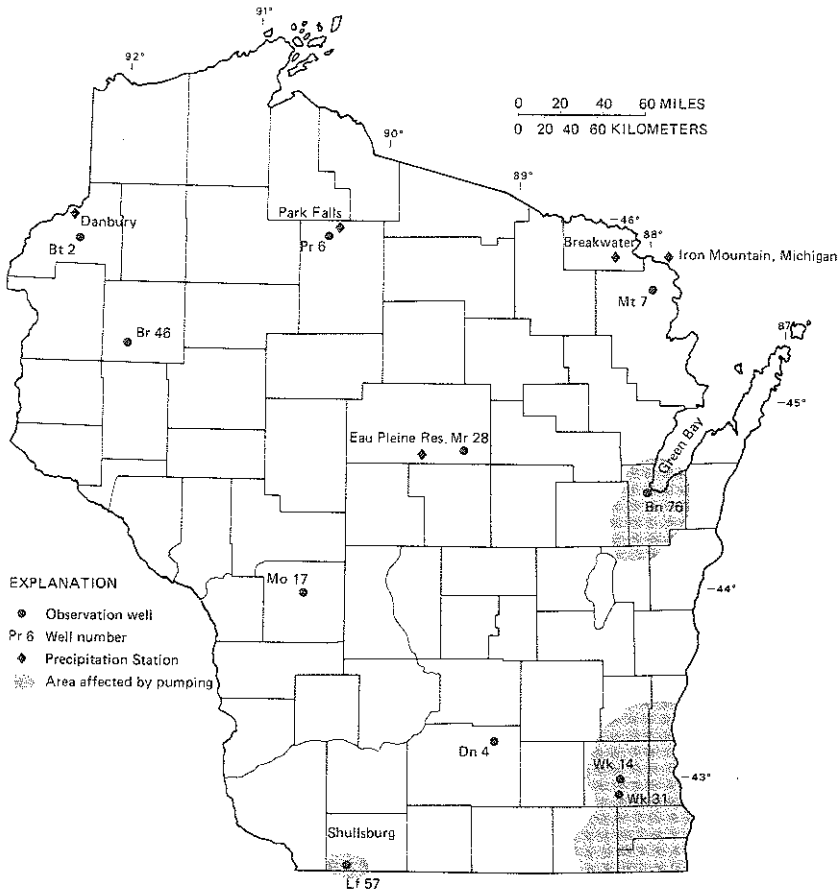 91°
92°
0 20 40 60 MILES
0 20 40 60 KILOMETERS
90°
89°
Park Falls
Pr 6
Danbury
Bt 2
46°
88°
Breakwater
Iron Mountain, Michigan
Mt 7
87°
Br 46
45°
Eau Pleine Res. Mr 28
Green Bay
Bn 76
44°
Mo 17
EXPLANATION
Observation well
Pr 6 Well number
Precipitation Station
Area affected by pumping
Dn 4
Wk 14
43°
Wk 31
Shullsburg
Lf 57